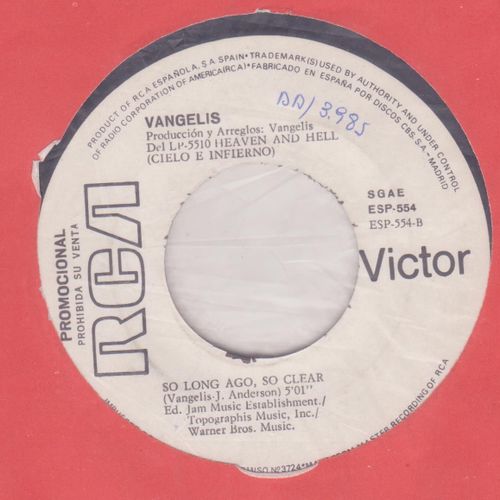 PRODUCT OF RCA ESPAÑOLA, S.A SPAIN • TRADEMARK(S) USED BY AUTHORITY AND UNDER CONTROL
OF RADIO CORPORATION OF AMERICA (RCA) • FABRICADO EN ESPAÑA POR DISCOS CBS, S.A - MADRID
VANGELIS
Producción y Arreglos: Vangelis
Del LP-5510 HEAVEN AND HELL
(CIELO E INFIERNO)
AA/3.985
SGAE
ESP-554
ESP-554-B
PROMOCIONAL
PROHIBIDA SU VENTA
RCA
Victor
SO LONG AGO, SO CLEAR
(Vangelis-J. Anderson) 5'01"
Ed. Jam Music Establishment./
Topographis Music, Inc./
Warner Bros. Music.
MASTER RECORDING OF RCA
Nº3724